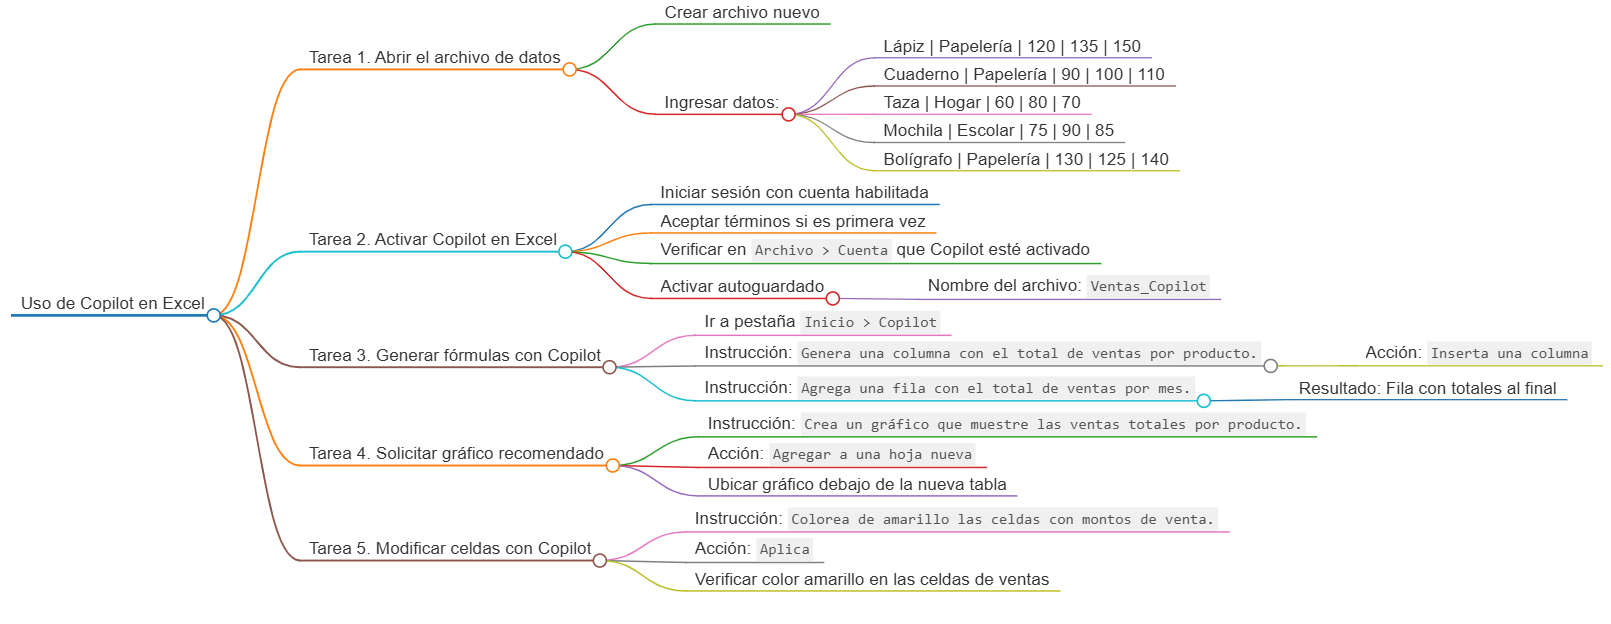 Uso de Copilot en Excel
Tarea 1. Abrir el archivo de datos
Crear archivo nuevo
Ingresar datos:
Lápiz | Papelería | 120 | 135 | 150
Cuaderno | Papelería | 90 | 100 | 110
Taza | Hogar | 60 | 80 | 70
Mochila | Escolar | 75 | 90 | 85
Bolígrafo | Papelería | 130 | 125 | 140
Tarea 2. Activar Copilot en Excel
Iniciar sesión con cuenta habilitada
Aceptar términos si es primera vez
Verificar en Archivo > Cuenta que Copilot esté activado
Activar autoguardado
Nombre del archivo: Ventas_Copilot
Tarea 3. Generar fórmulas con Copilot
Ir a pestaña Inicio > Copilot
Instrucción: Genera una columna con el total de ventas por producto.
Acción: Inserta una columna
Instrucción: Agrega una fila con el total de ventas por mes.
Resultado: Fila con totales al final
Tarea 4. Solicitar gráfico recomendado
Instrucción: Crea un gráfico que muestre las ventas totales por producto.
Acción: Agregar a una hoja nueva
Ubicar gráfico debajo de la nueva tabla
Tarea 5. Modificar celdas con Copilot
Instrucción: Colorea de amarillo las celdas con montos de venta.
Acción: Aplica
Verificar color amarillo en las celdas de ventas